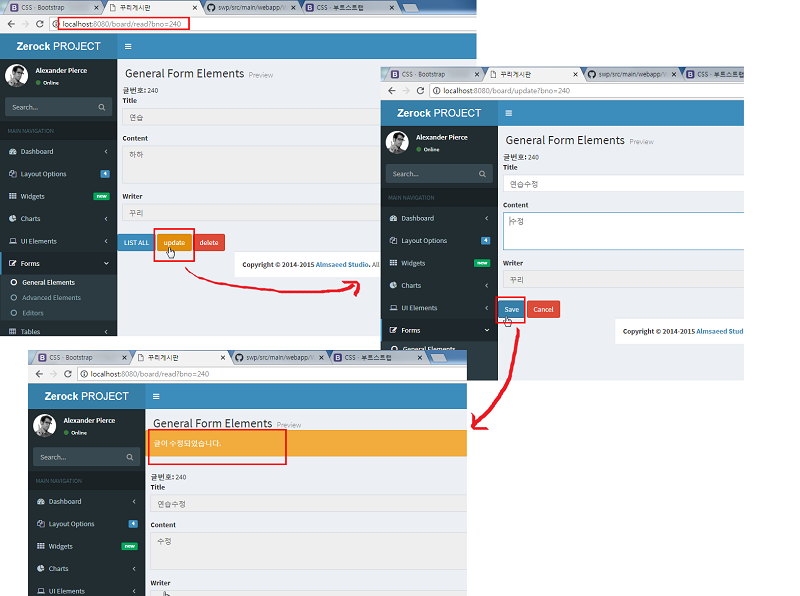 CSS · Bootstrap
꾸리게시판
swp/src/main/webapp/
CSS · 부트스트랩
localhost:8080/board/read?bno=240
Zerock PROJECT
Alexander Pierce
Online
Search...
MAIN NAVIGATION
Dashboard
Layout Options 4
Widgets new
Charts
UI Elements
Forms
General Elements
Advanced Elements
Editors
Tables
General Form Elements Preview
글번호: 240
Title
연습
Content
하하
Writer
꾸리
LIST ALL update delete
Copyright © 2014-2015 Almsaeed Studio. All
CSS · Bootstrap
꾸리게시판
swp/src/main/webapp/
CSS · 부트스트랩
localhost:8080/board/update?bno=240
Zerock PROJECT
Alexander Pierce
Online
Search...
MAIN NAVIGATION
Dashboard
Layout Options 4
Widgets new
Charts
UI Elements
Forms
General Elements
General Form Elements Preview
글번호: 240
Title
연습수정
Content
수정
Writer
꾸리
Save Cancel
Copyright © 2014-2015 Almsaeed Stud
CSS · Bootstrap
꾸리게시판
swp/src/main/webapp/
CSS · 부트스트랩
localhost:8080/board/read?bno=240
Zerock PROJECT
Alexander Pierce
Online
Search...
MAIN NAVIGATION
Dashboard
Layout Options 4
Widgets new
Charts
UI Elements
General Form Elements Preview
글이 수정되었습니다.
글번호: 240
Title
연습수정
Content
수정
Writer